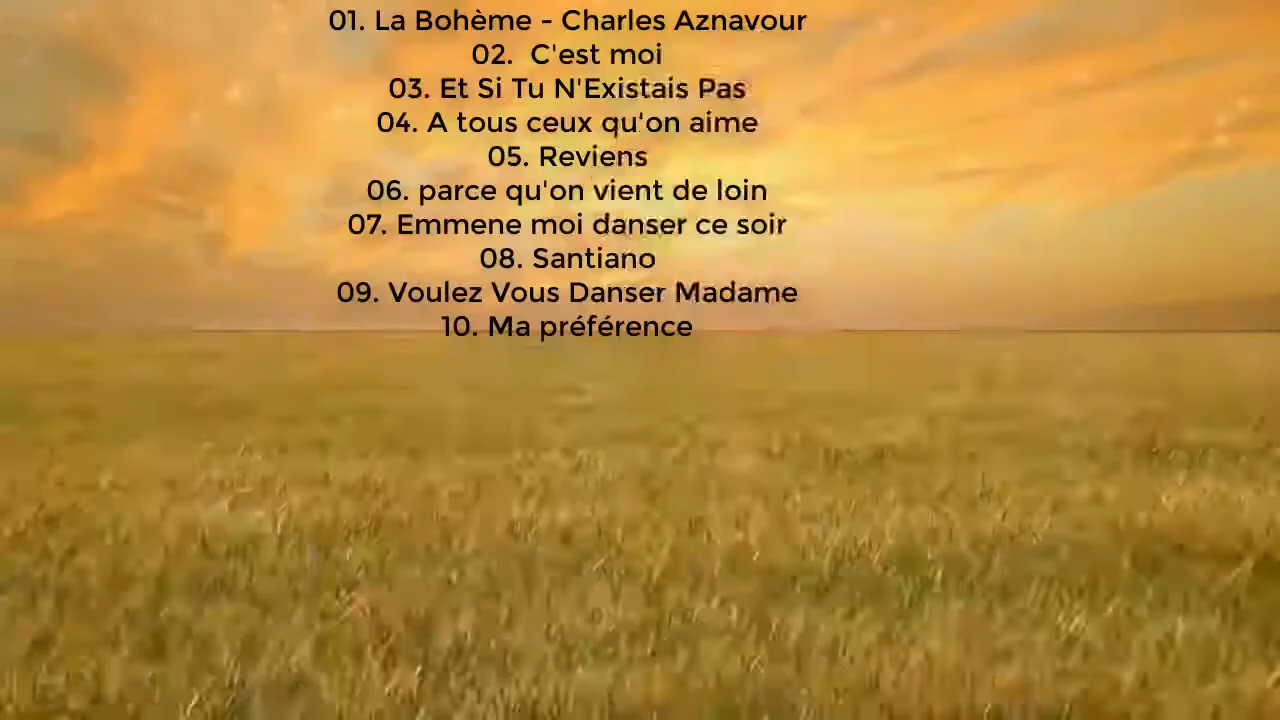 01. La Bohème - Charles Aznavour
02.  C'est moi
03. Et Si Tu N'Existais Pas
04. A tous ceux qu'on aime
05. Reviens
06. parce qu'on vient de loin
07. Emmene moi danser ce soir
08. Santiano
09. Voulez Vous Danser Madame
10. Ma préférence